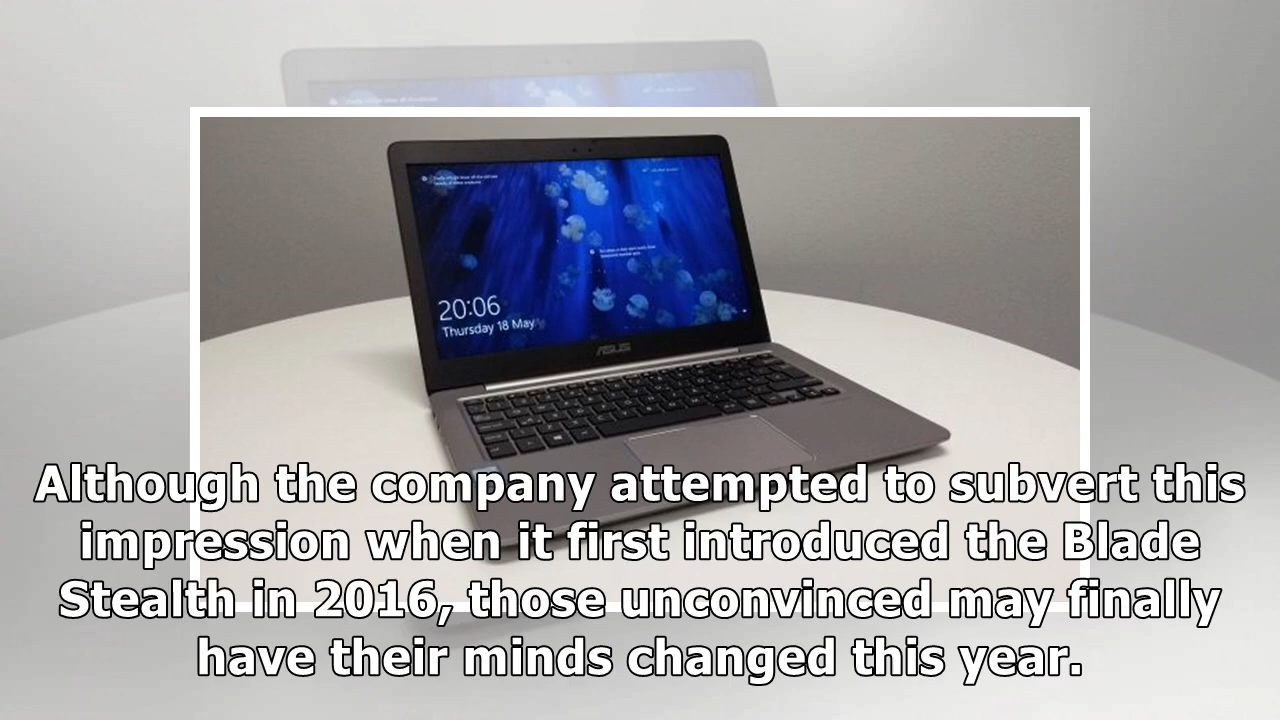 20:06
Thursday 18 May
ASUS
Although the company attempted to subvert this
impression when it first introduced the Blade
Stealth in 2016, those unconvinced may finally
have their minds changed this year.